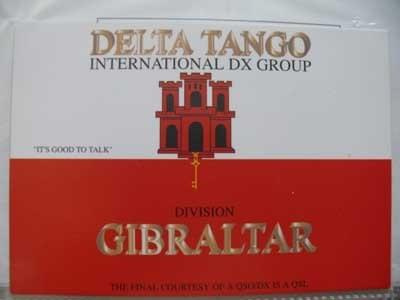 DELTA TANGO
INTERNATIONAL DX GROUP
"IT'S GOOD TO TALK"
DIVISION
GIBRALTAR
THE FINAL COURTESY OF A QSO/DX IS A QSL